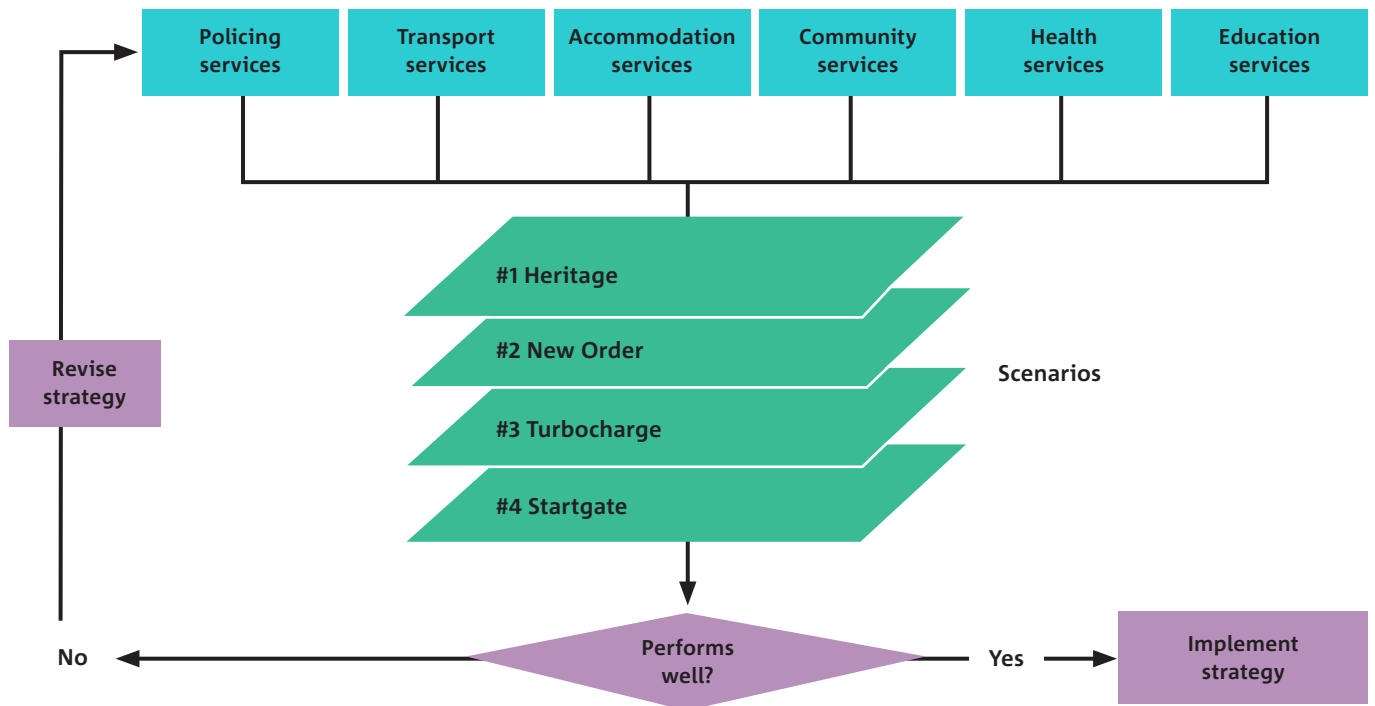 Policing
services
Transport
services
Accommodation
services
Community
services
Health
services
Education
services
#1 Heritage
#2 New Order
#3 Turbocharge
#4 Startgate
Scenarios
Revise
strategy
Performs
well?
No
Yes
Implement
strategy